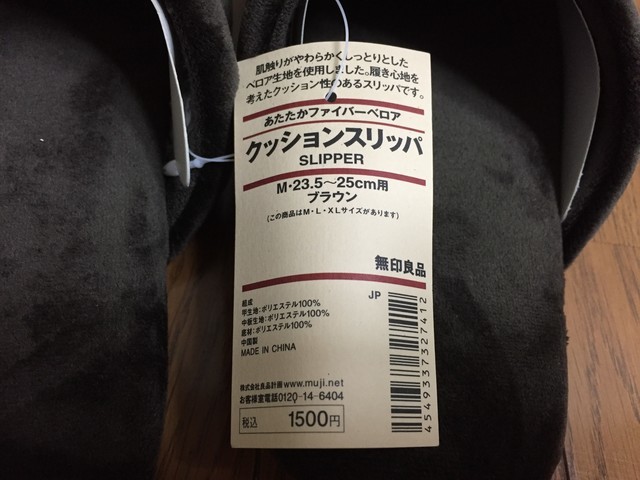 肌触りがやわらかくしっとりとした
ベロア生地を使用しました。履き心地を
考えたクッション性のあるスリッパです。
あたたかファイバーベロア
クッションスリッパ
SLIPPER
M・23.5〜25cm用
ブラウン
(この商品はM・L・XLサイズがあります)
無印良品
JP
組成
甲生地:ポリエステル100%
中板生地:ポリエステル100%
底材:ポリエステル100%
中国製
MADE IN CHINA
株式会社良品計画 www.muji.net
お客様室電話0120-14-6404
税込 1500円
4549337327412